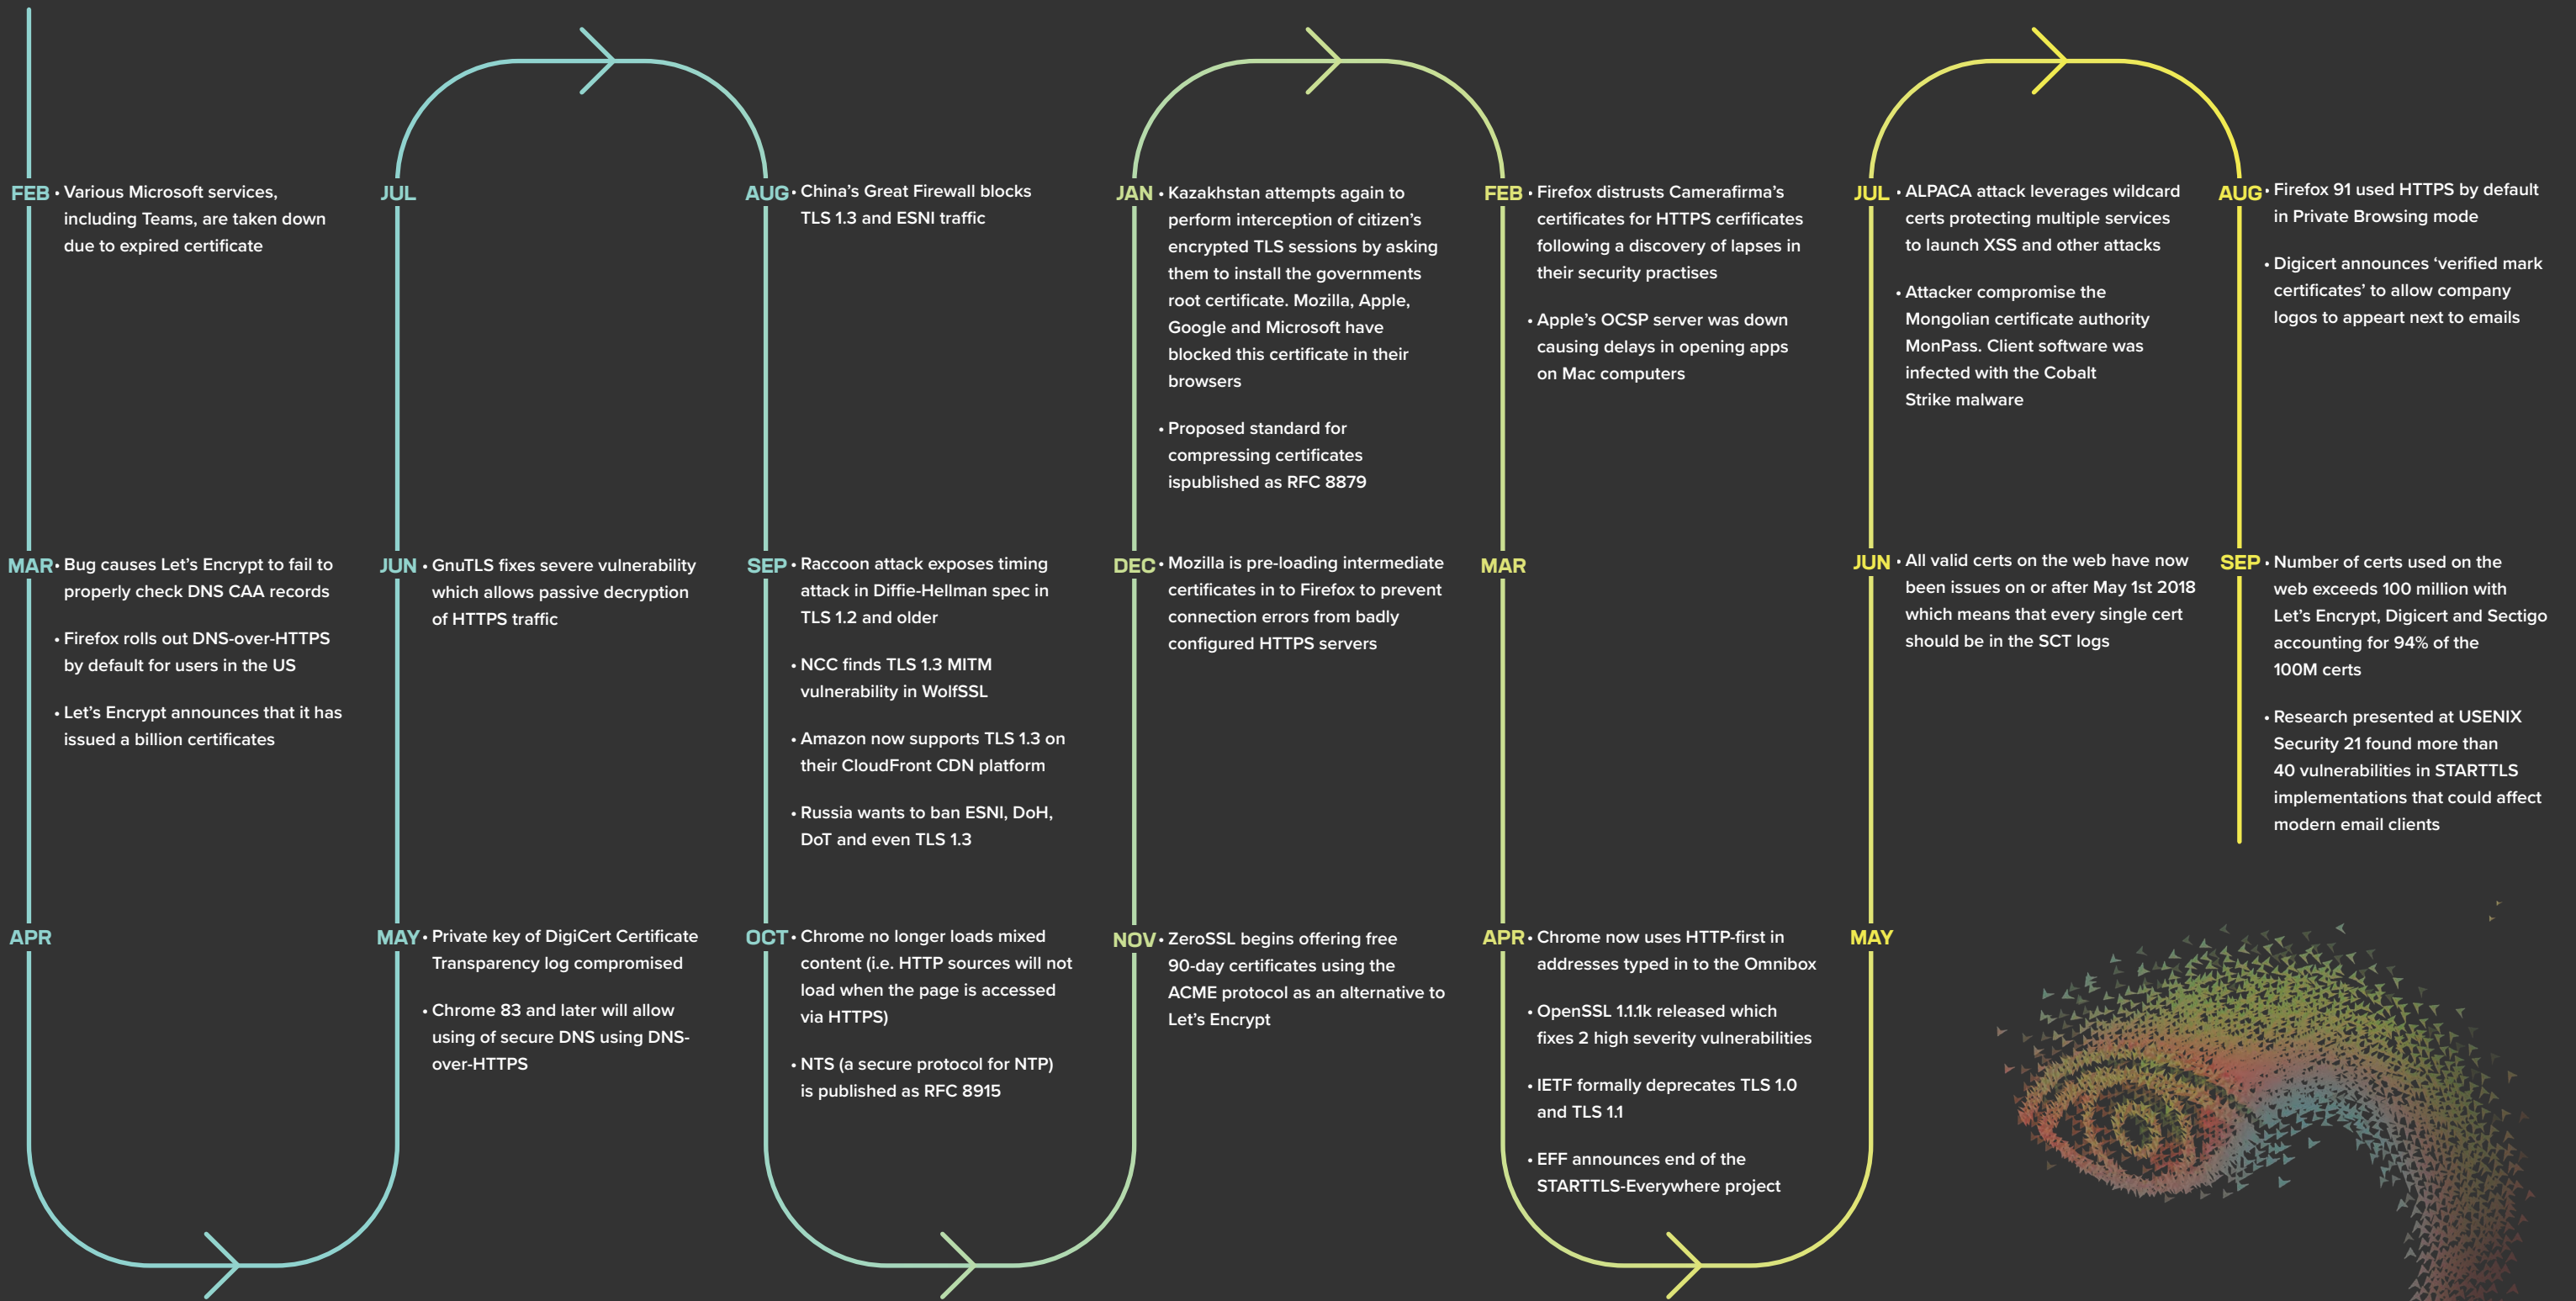 FEB
• Various Microsoft services,
including Teams, are taken down
due to expired certificate
MAR
• Bug causes Let's Encrypt to fail to
properly check DNS CAA records
• Firefox rolls out DNS-over-HTTPS
by default for users in the US
• Let's Encrypt announces that it has
issued a billion certificates
APR
MAY
• Private key of DigiCert Certificate
Transparency log compromised
• Chrome 83 and later will allow
using of secure DNS using DNS-
over-HTTPS
JUN
• GnuTLS fixes severe vulnerability
which allows passive decryption
of HTTPS traffic
JUL
AUG
• China's Great Firewall blocks
TLS 1.3 and ESNI traffic
SEP
• Raccoon attack exposes timing
attack in Diffie-Hellman spec in
TLS 1.2 and older
• NCC finds TLS 1.3 MITM
vulnerability in WolfSSL
• Amazon now supports TLS 1.3 on
their CloudFront CDN platform
• Russia wants to ban ESNI, DoH,
DoT and even TLS 1.3
OCT
• Chrome no longer loads mixed
content (i.e. HTTP sources will not
load when the page is accessed
via HTTPS)
• NTS (a secure protocol for NTP)
is published as RFC 8915
NOV
• ZeroSSL begins offering free
90-day certificates using the
ACME protocol as an alternative to
Let's Encrypt
DEC
• Mozilla is pre-loading intermediate
certificates in to Firefox to prevent
connection errors from badly
configured HTTPS servers
JAN
• Kazakhstan attempts again to
perform interception of citizen's
encrypted TLS sessions by asking
them to install the governments
root certificate. Mozilla, Apple,
Google and Microsoft have
blocked this certificate in their
browsers
• Proposed standard for
compressing certificates
ispublished as RFC 8879
FEB
• Firefox distrusts Camerafirma's
certificates for HTTPS cerfificates
following a discovery of lapses in
their security practises
• Apple's OCSP server was down
causing delays in opening apps
on Mac computers
MAR
APR
• Chrome now uses HTTP-first in
addresses typed in to the Omnibox
• OpenSSL 1.1.1k released which
fixes 2 high severity vulnerabilities
• IETF formally deprecates TLS 1.0
and TLS 1.1
• EFF announces end of the
STARTTLS-Everywhere project
MAY
JUN
• All valid certs on the web have now
been issues on or after May 1st 2018
which means that every single cert
should be in the SCT logs
JUL
• ALPACA attack leverages wildcard
certs protecting multiple services
to launch XSS and other attacks
• Attacker compromise the
Mongolian certificate authority
MonPass. Client software was
infected with the Cobalt
Strike malware
AUG
• Firefox 91 used HTTPS by default
in Private Browsing mode
• Digicert announces ‘verified mark
certificates’ to allow company
logos to appeart next to emails
SEP
• Number of certs used on the
web exceeds 100 million with
Let's Encrypt, Digicert and Sectigo
accounting for 94% of the
100M certs
• Research presented at USENIX
Security 21 found more than
40 vulnerabilities in STARTTLS
implementations that could affect
modern email clients